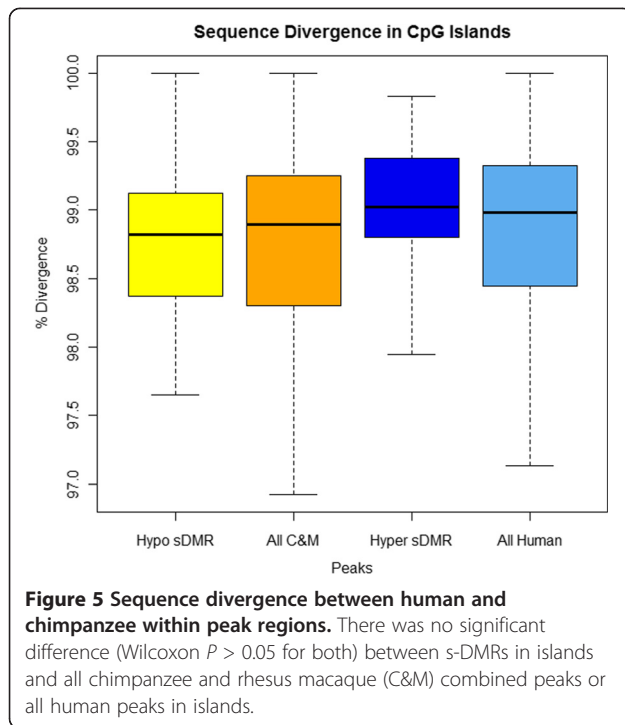 Sequence Divergence in CpG Islands
100.0
99.5
99.0
98.5
98.0
97.5
97.0
% Divergence
Hypo sDMR
All C&M
Hyper sDMR
All Human
Peaks
Figure 5 Sequence divergence between human and
chimpanzee within peak regions. There was no significant
difference (Wilcoxon P > 0.05 for both) between s-DMRs in islands
and all chimpanzee and rhesus macaque (C&M) combined peaks or
all human peaks in islands.